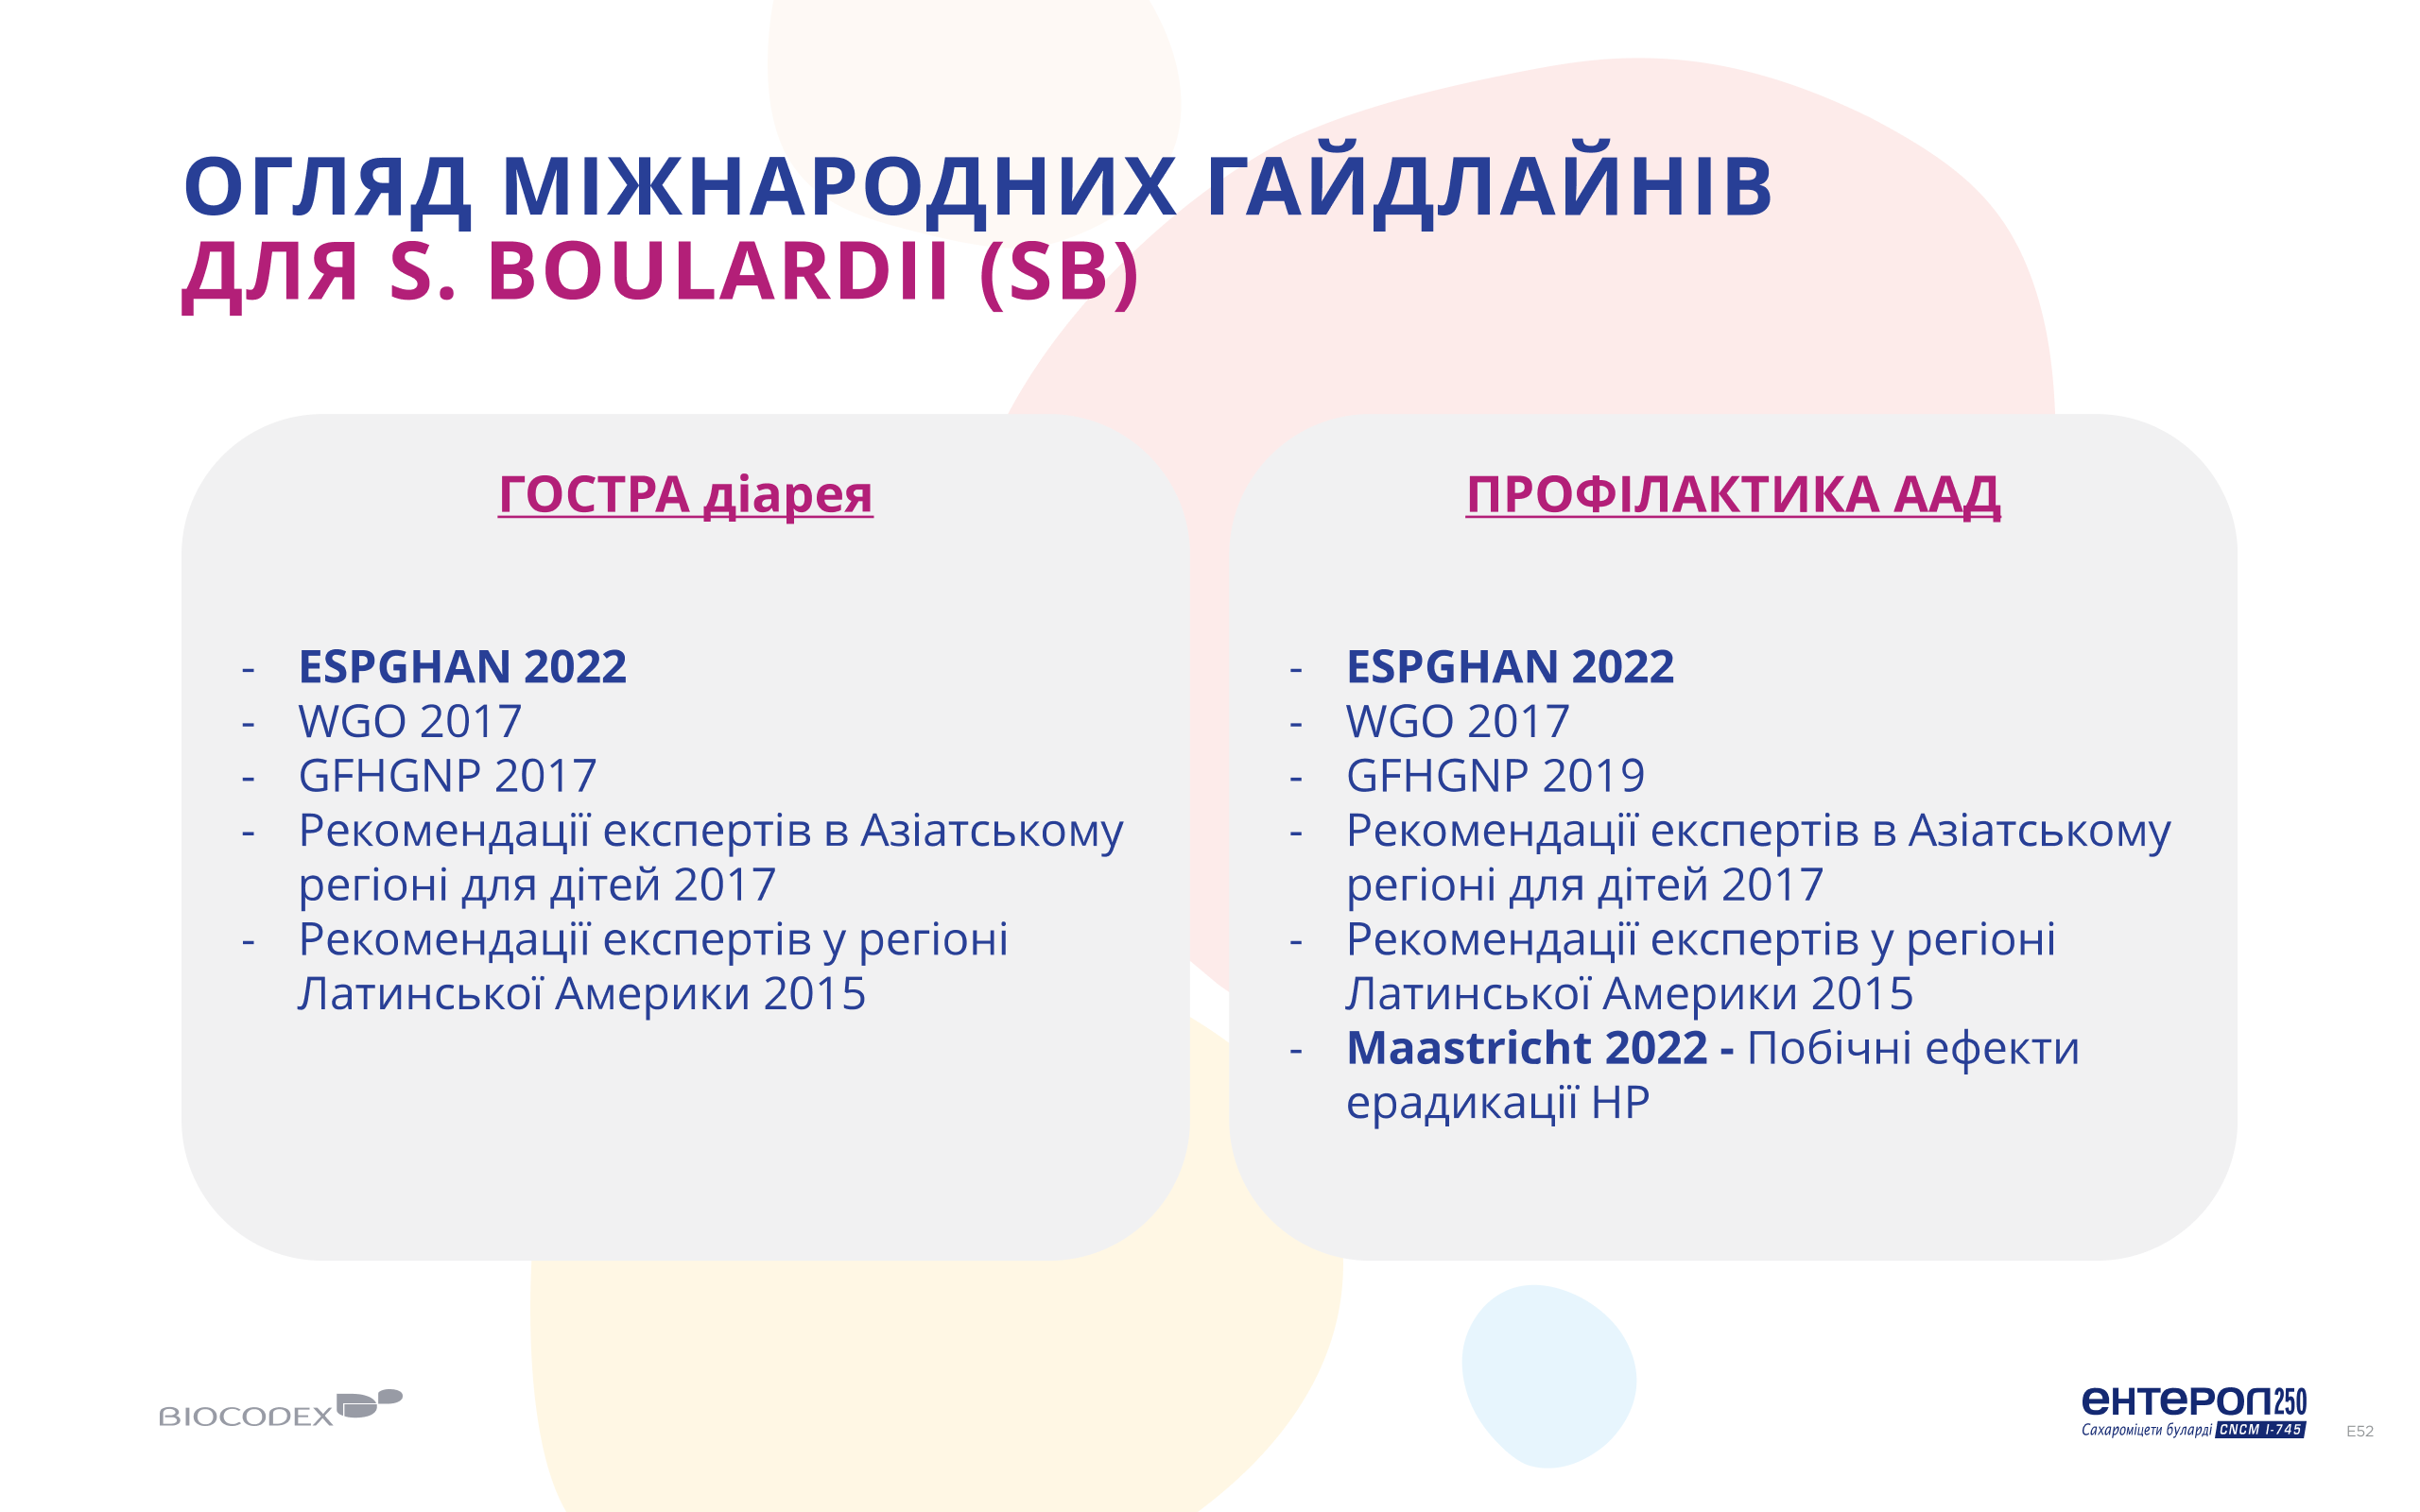 ОГЛЯД МІЖНАРОДНИХ ГАЙДЛАЙНІВ
ДЛЯ S. BOULARDII (SB)
ГОСТРА діарея
- ESPGHAN 2022
- WGO 2017
- GFHGNP 2017
- Рекомендації експертів в Азіатському
регіоні для дітей 2017
- Рекомендації експертів у регіоні
Латинської Америки 2015
ПРОФІЛАКТИКА ААД
- ESPGHAN 2022
- WGO 2017
- GFHGNP 2019
- Рекомендації експертів в Азіатському
регіоні для дітей 2017
- Рекомендації експертів у регіоні
Латинської Америки 2015
- Maastricht 2022 - Побічні ефекти
ерадикації HP
BIOCODEX
ентерол 250
Сахароміцети буларді CNCM I-745
E52